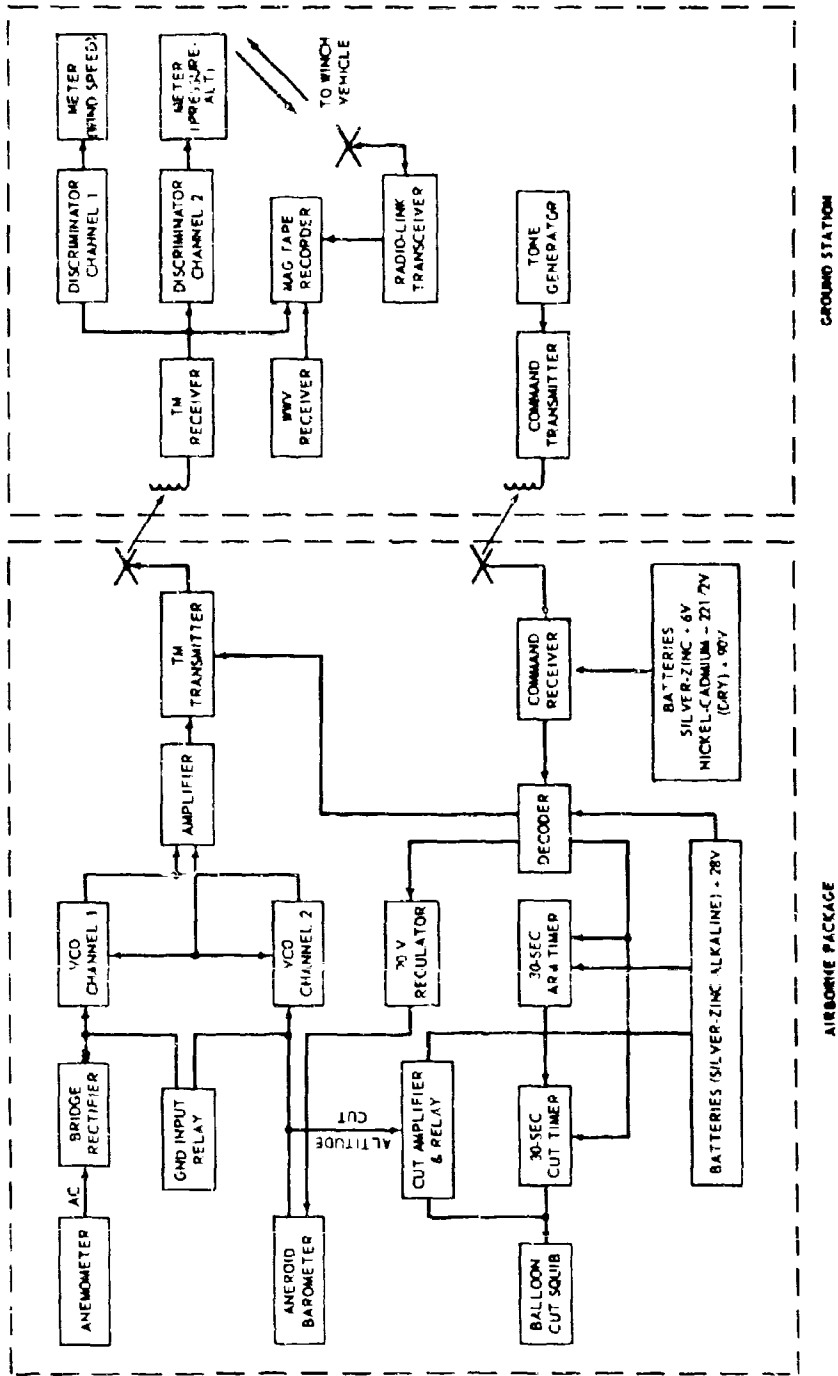 ANEMOMETER
AC
BRIDGE
RECTIFIER
GND INPUT
RELAY
ANEROID
BAROMETER
VCO
CHANNEL 1
VCO
CHANNEL 2
AMPLIFIER
TM
TRANSMITTER
ALTITUDE
CUT
CUT AMPLIFIER
& RELAY
REGULATOR
BALLOON
CUT SQUIB
30-SEC
CUT TIMER
30-SEC
TIMER
DECODER
COMMAND
RECEIVER
BATTERIES (SILVER-ZINC ALKALINE) + 28V
BATTERIES
SILVER-ZINC + 6V
NICKEL-CADMIUM - 22 1/2V
(DRY) + 90V
AIRBORNE PACKAGE
TM
RECEIVER
DISCRIMINATOR
CHANNEL 1
METER
(WIND SPEED)
DISCRIMINATOR
CHANNEL 2
METER
(PRESSURE-
ALT)
WWV
RECEIVER
MAG TAPE
RECORDER
RADIO-LINK
TRANSCEIVER
TO WINCH
VEHICLE
COMMAND
TRANSMITTER
TONE
GENERATOR
GROUND STATION